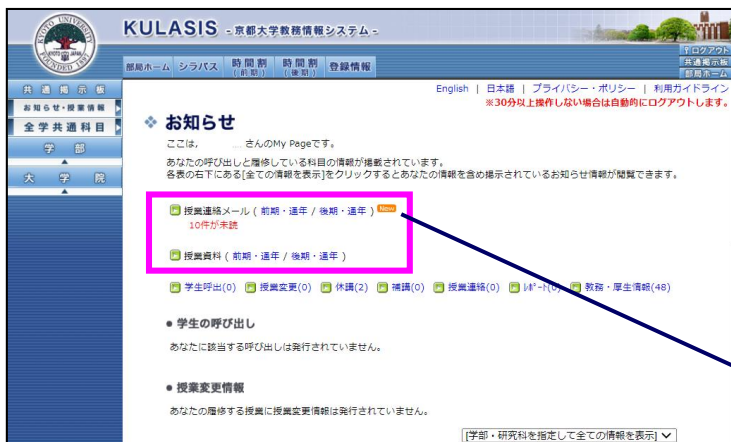 KYOTO UNIVERSITY
FOUNDED 1897
KULASIS - 京都大学教務情報システム -
ログアウト
部局ホーム シラバス 時間割(前期) 時間割(後期) 登録情報
共通掲示板
部局ホーム
共通掲示板
お知らせ・授業情報
全学共通科目
学部
大学院
English | 日本語 | プライバシー・ポリシー | 利用ガイドライン
※30分以上操作しない場合は自動的にログアウトします。
お知らせ
ここは, さんのMy Pageです。
あなたの呼び出しと履修している科目の情報が掲載されています。
各表の右下にある[全ての情報を表示]をクリックするとあなたの情報を含め掲示されているお知らせ情報が閲覧できます。
授業連絡メール ( 前期・通年 / 後期・通年 ) New
10件が未読
授業資料 ( 前期・通年 / 後期・通年 )
学生呼出(0) 授業変更(0) 休講(2) 補講(0) 授業連絡(0) ﾚﾎﾟｰﾄ(0) 教務・厚生情報(48)
学生の呼び出し
あなたに該当する呼び出しは発行されていません。
授業変更情報
あなたの履修する授業に授業変更情報は発行されていません。
[学部・研究科を指定して全ての情報を表示]